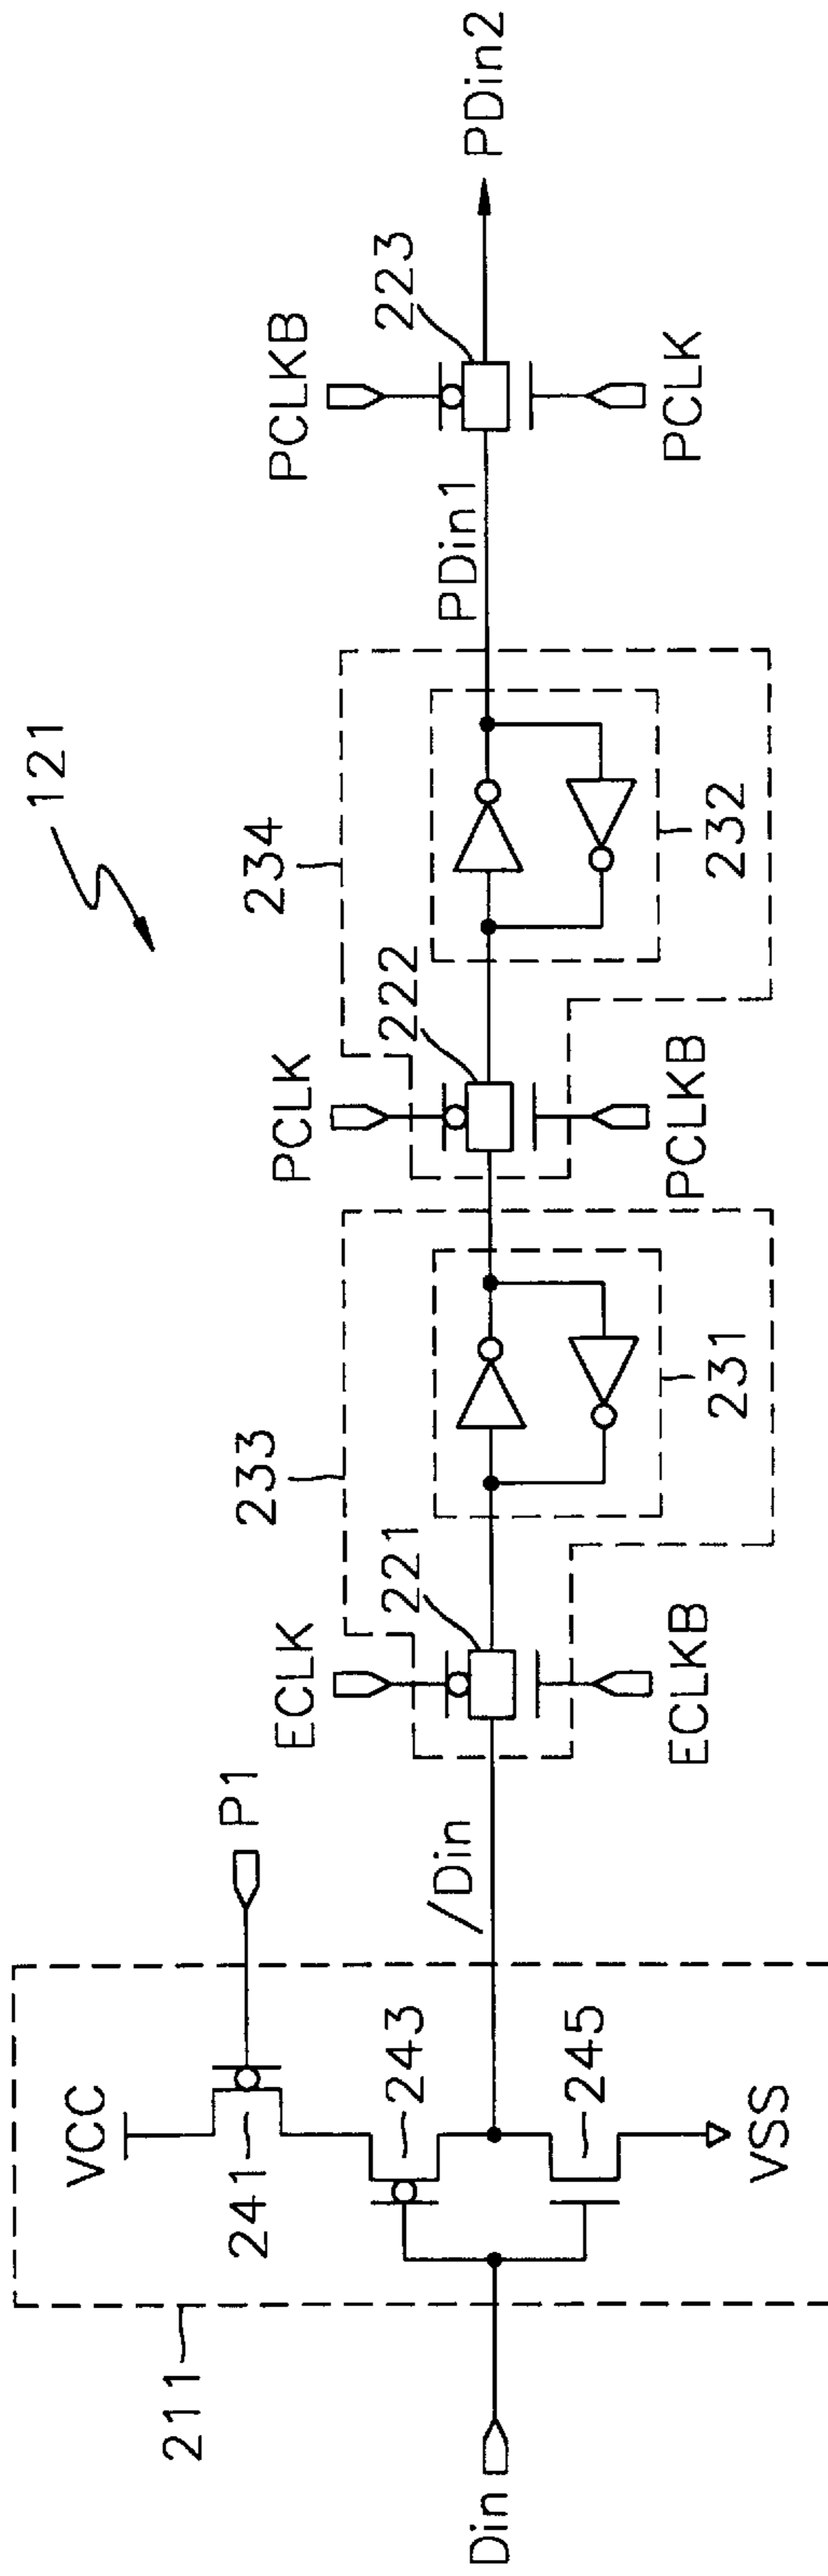 121
VCC
P1
241
243
245
VSS
211
Din
/Din
ECLK
221
ECLKB
233
231
PCLK
222
PCLKB
234
232
PDin1
PCLKB
223
PCLK
PDin2